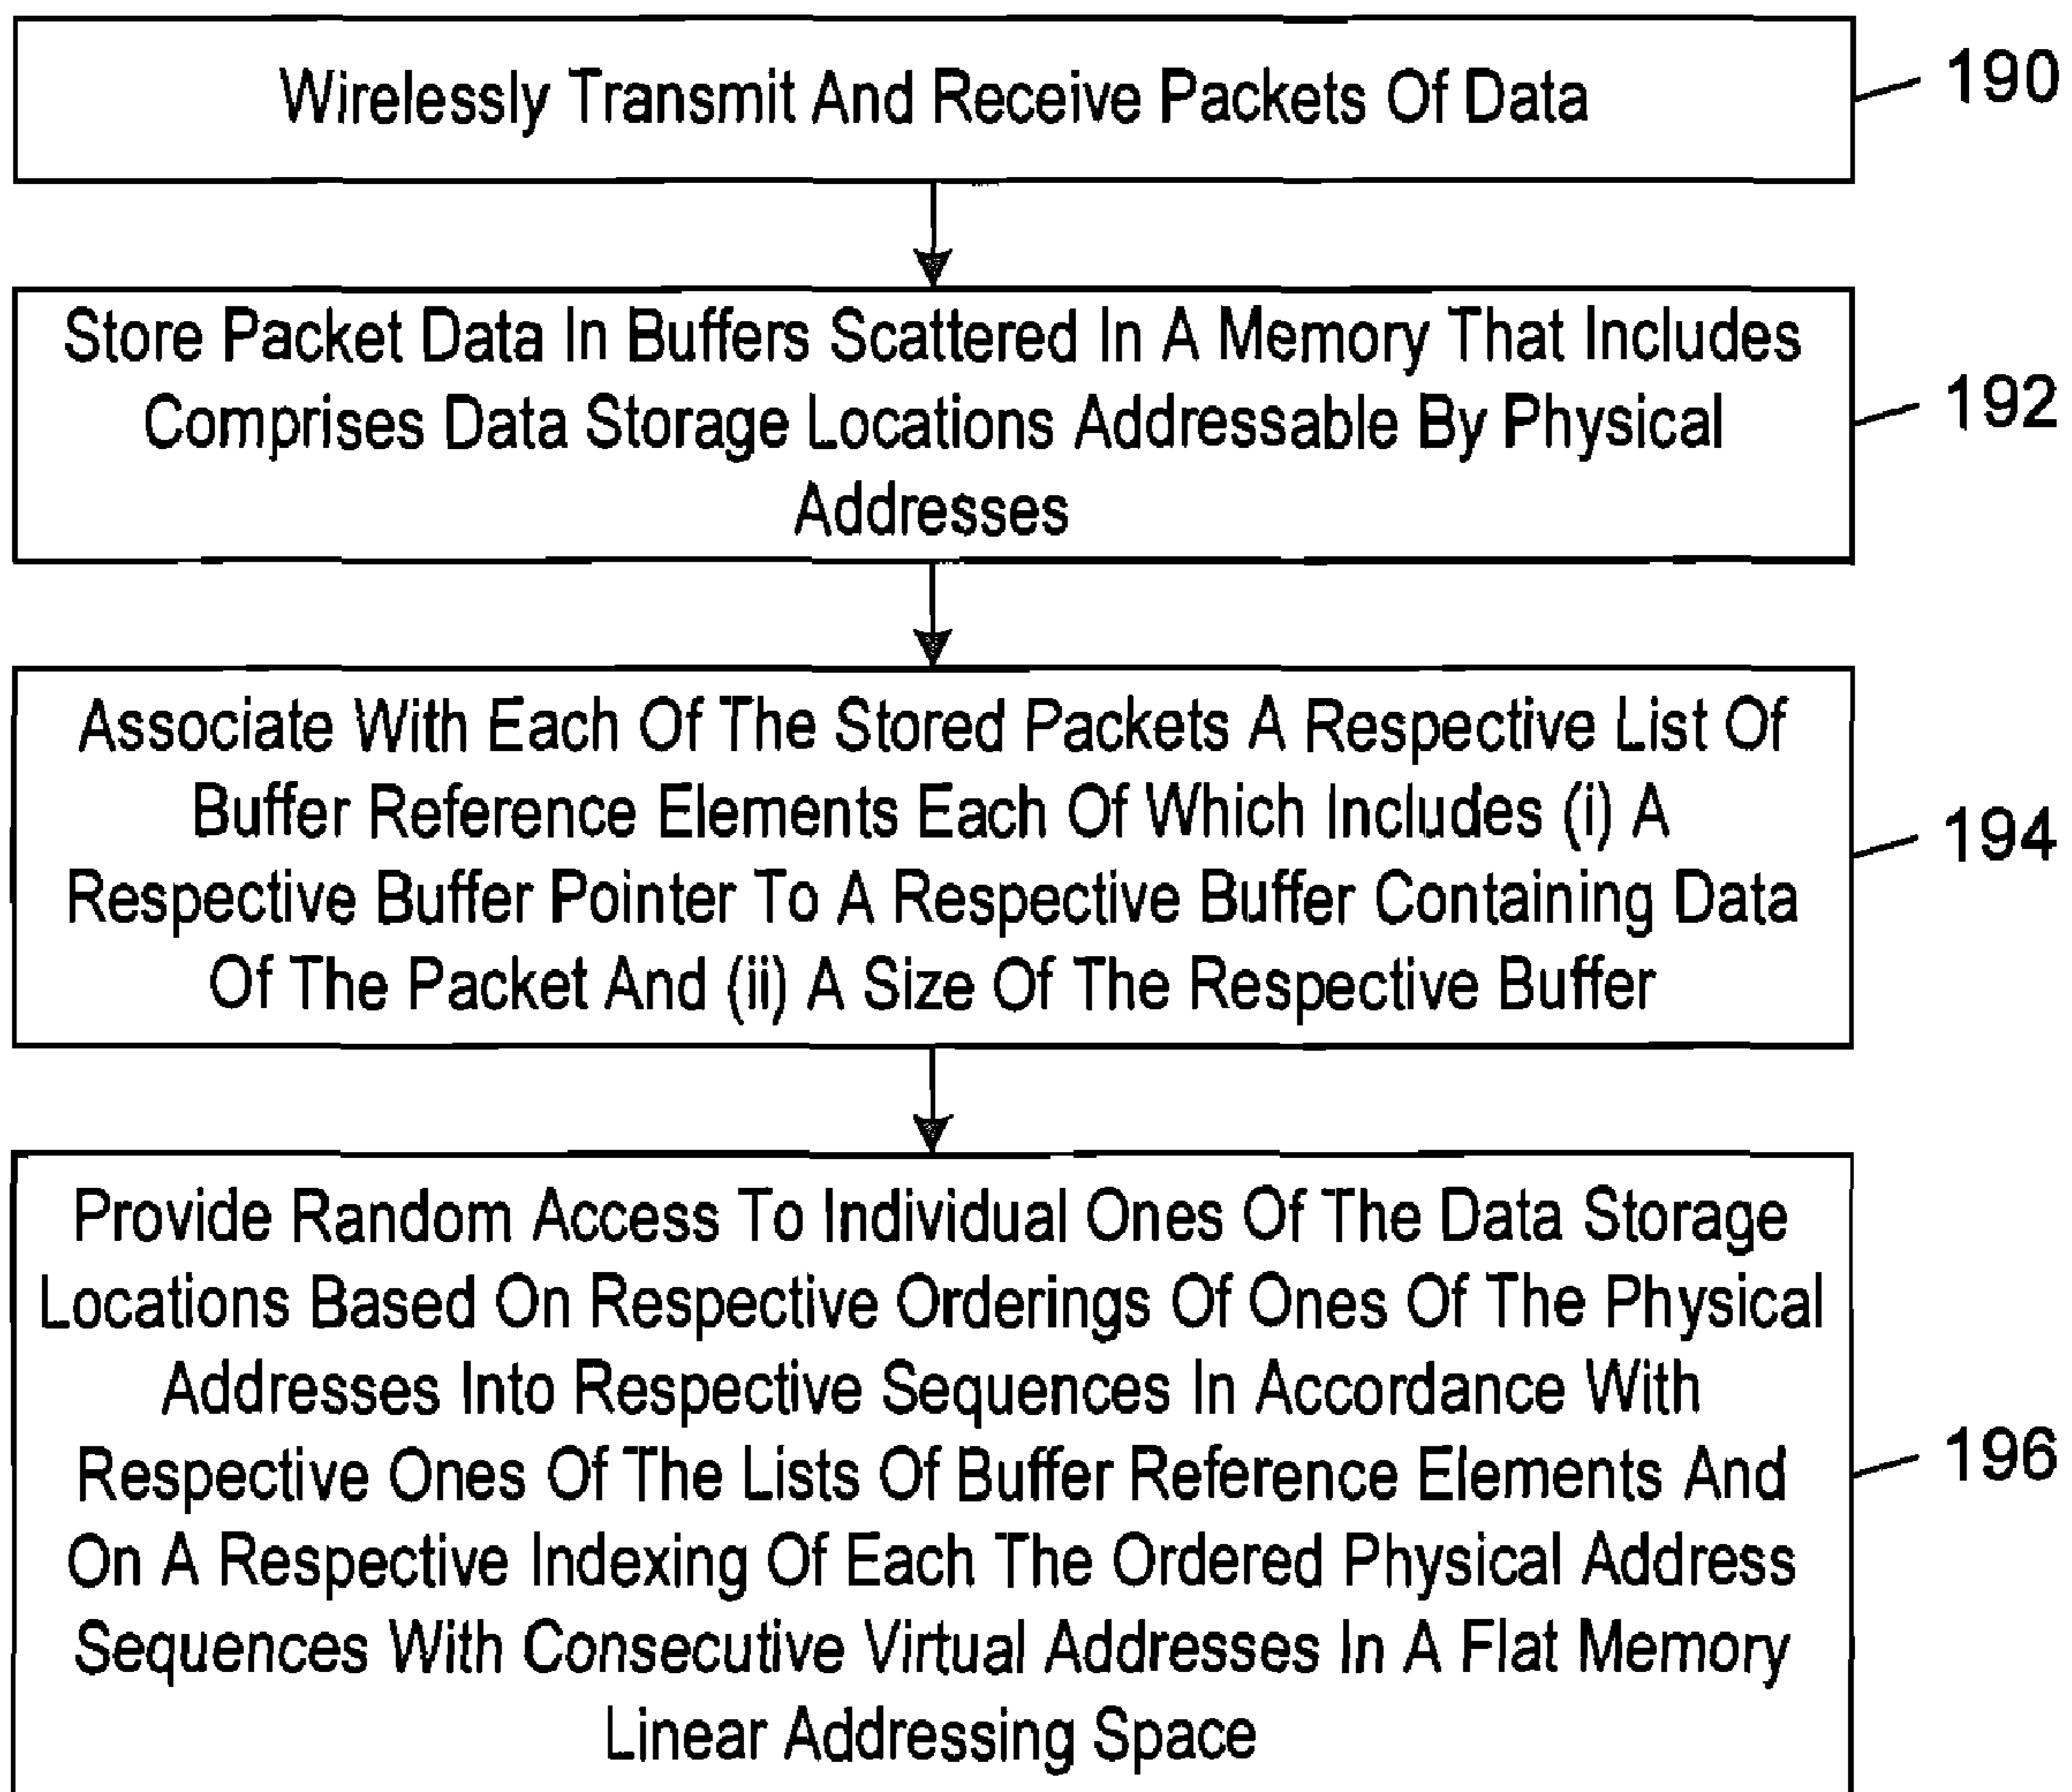 Wirelessly Transmit And Receive Packets Of Data
190
Store Packet Data In Buffers Scattered In A Memory That Includes
Comprises Data Storage Locations Addressable By Physical
Addresses
192
Associate With Each Of The Stored Packets A Respective List Of
Buffer Reference Elements Each Of Which Includes (i) A
Respective Buffer Pointer To A Respective Buffer Containing Data
Of The Packet And (ii) A Size Of The Respective Buffer
194
Provide Random Access To Individual Ones Of The Data Storage
Locations Based On Respective Orderings Of Ones Of The Physical
Addresses Into Respective Sequences In Accordance With
Respective Ones Of The Lists Of Buffer Reference Elements And
On A Respective Indexing Of Each The Ordered Physical Address
Sequences With Consecutive Virtual Addresses In A Flat Memory
Linear Addressing Space
196